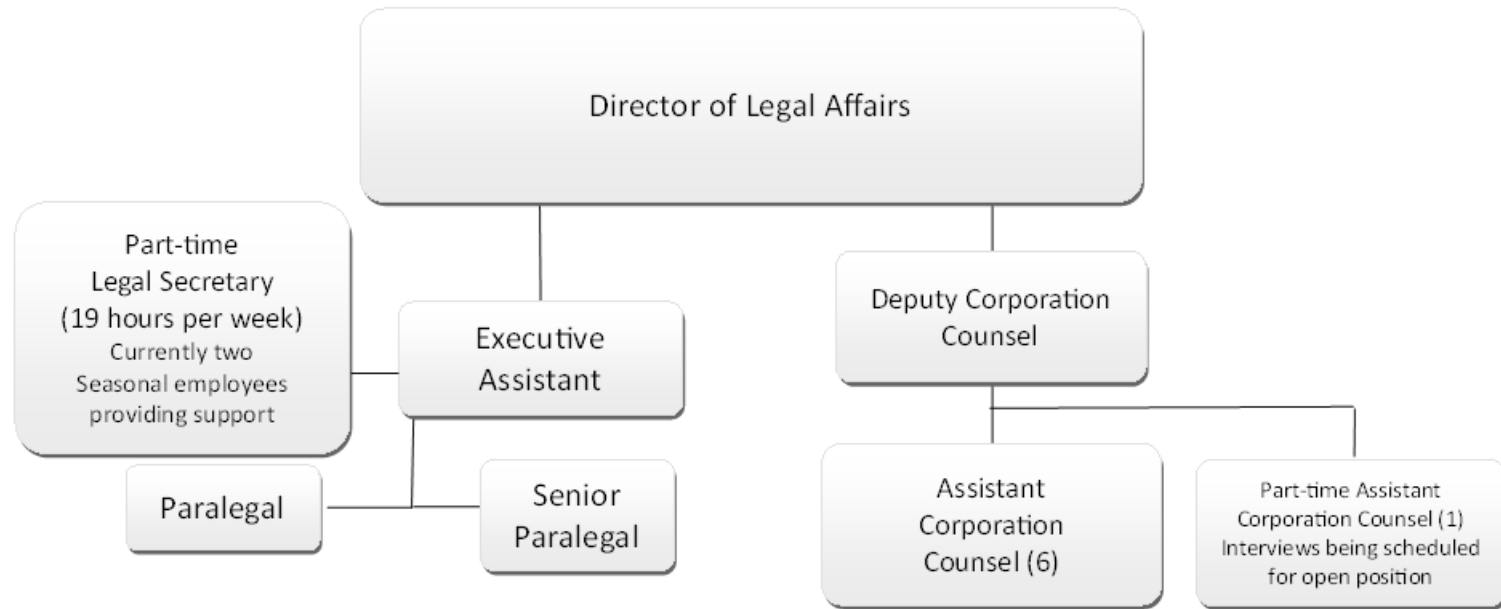 Director of Legal Affairs
Part-time
Legal Secretary
(19 hours per week)
Currently two
Seasonal employees
providing support
Executive
Assistant
Deputy Corporation
Counsel
Paralegal
Senior
Paralegal
Assistant
Corporation
Counsel (6)
Part-time Assistant
Corporation Counsel (1)
Interviews being scheduled
for open position